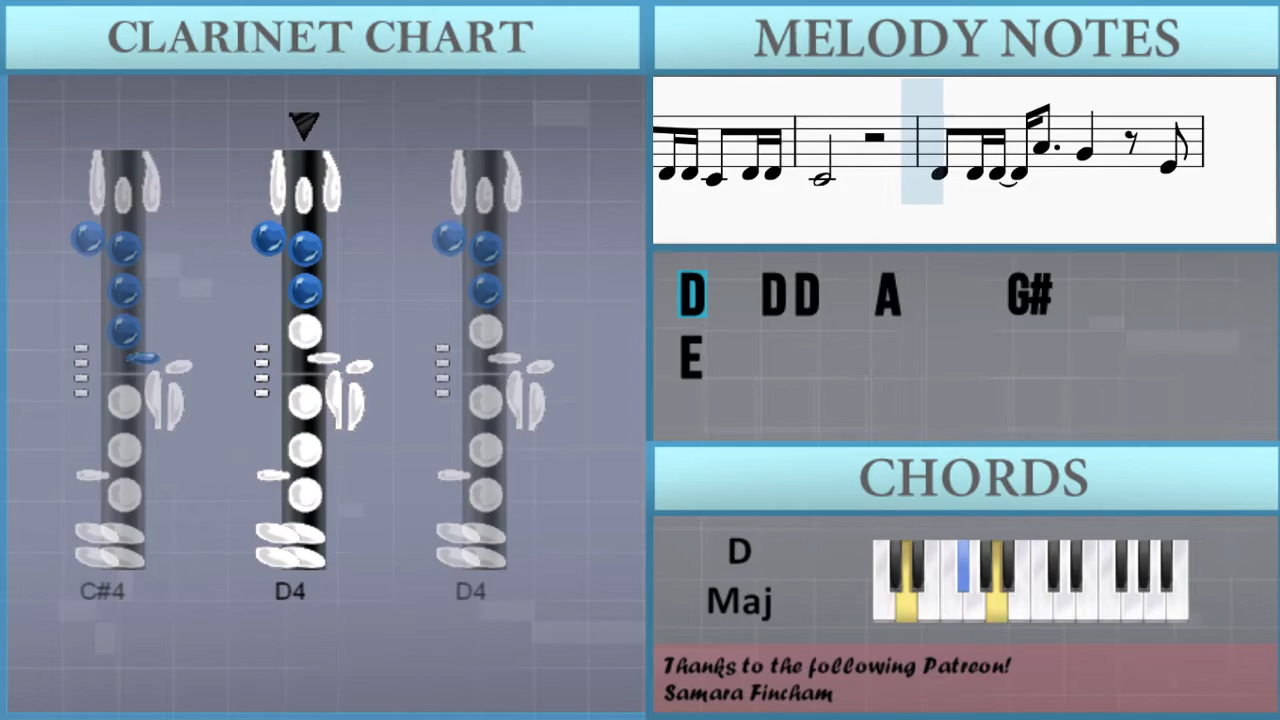 CLARINET CHART
C#4
D4
D4
MELODY NOTES
D DD A G#
E
CHORDS
D
Maj
Thanks to the following Patreon!
Samara Fincham